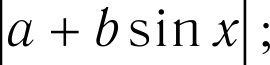 |a + b sin x| ;